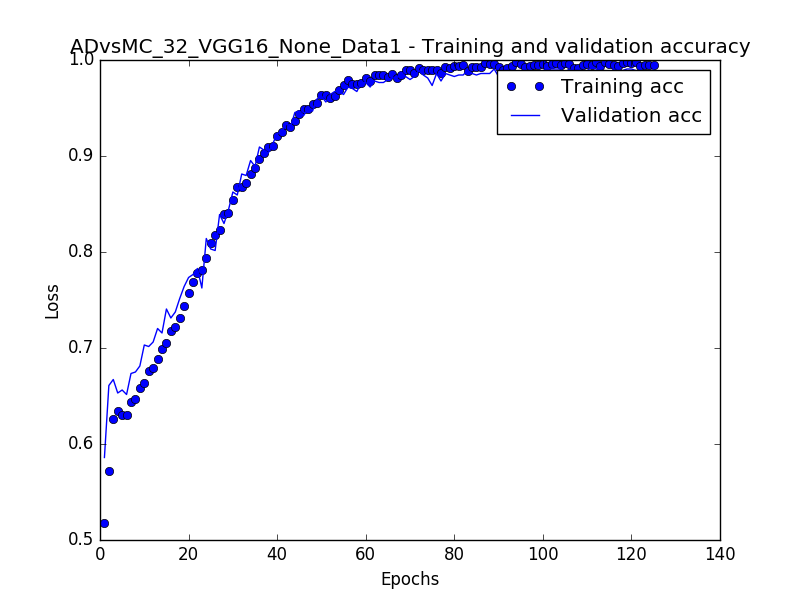 ADvsMC_32_VGG16_None_Data1 - Training and validation accuracy
1.0
0.9
0.8
0.7
0.6
0.5
Loss
Training acc
Validation acc
0 20 40 60 80 100 120 140
Epochs